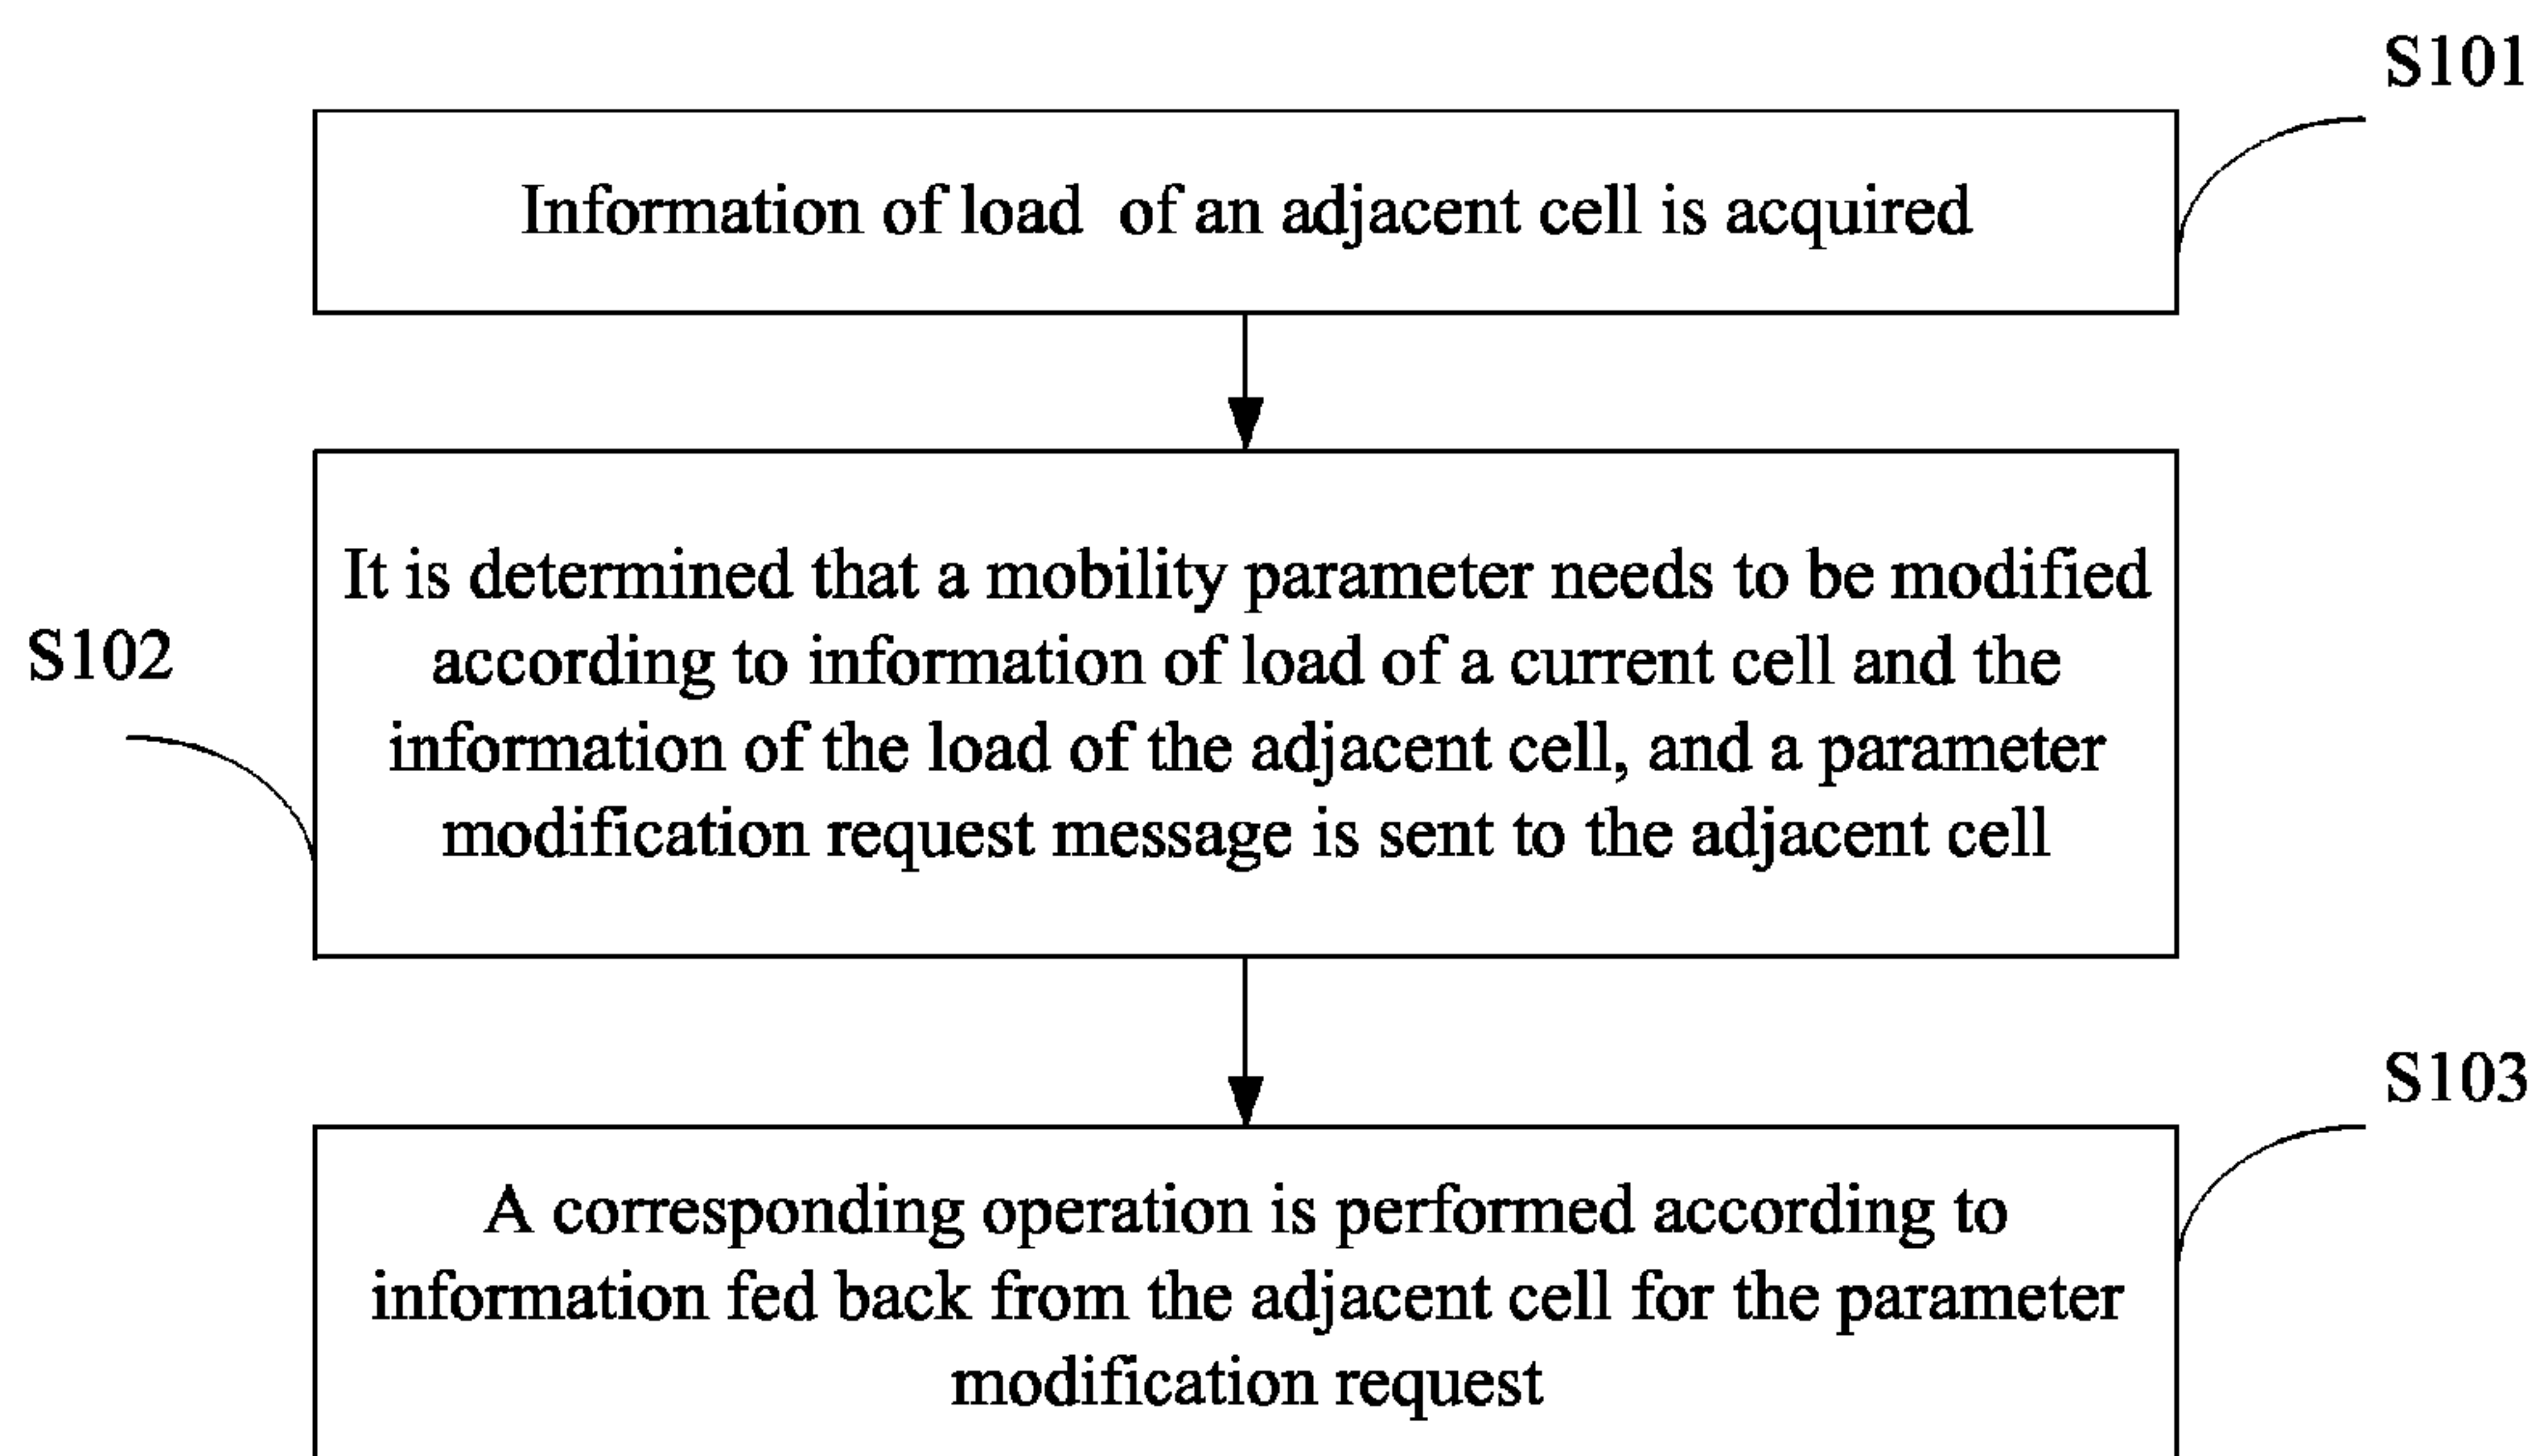 S101
Information of load of an adjacent cell is acquired
It is determined that a mobility parameter needs to be modified
according to information of load of a current cell and the
S102
information of the load of the adjacent cell, and a parameter
modification request message is sent to the adjacent cell
S103
A corresponding operation is performed according to
information fed back from the adjacent cell for the parameter
modification request